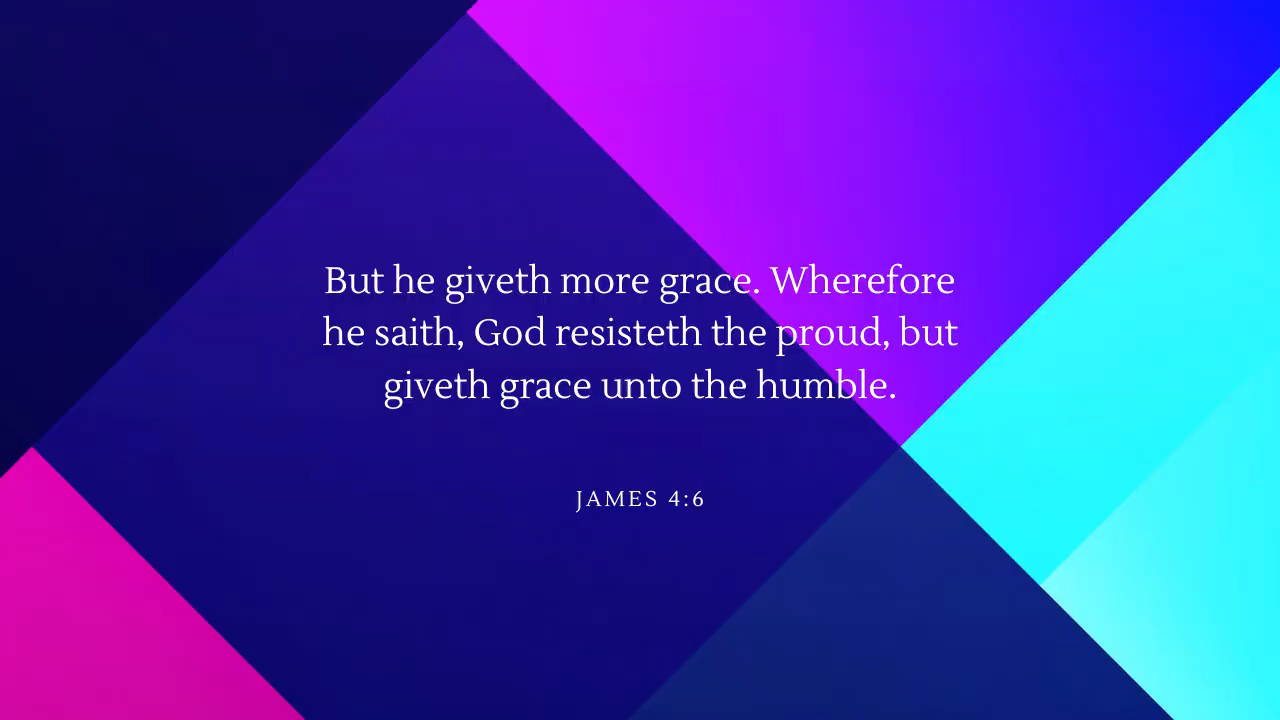 But he giveth more grace. Wherefore
he saith, God resisteth the proud, but
giveth grace unto the humble.
JAMES 4:6